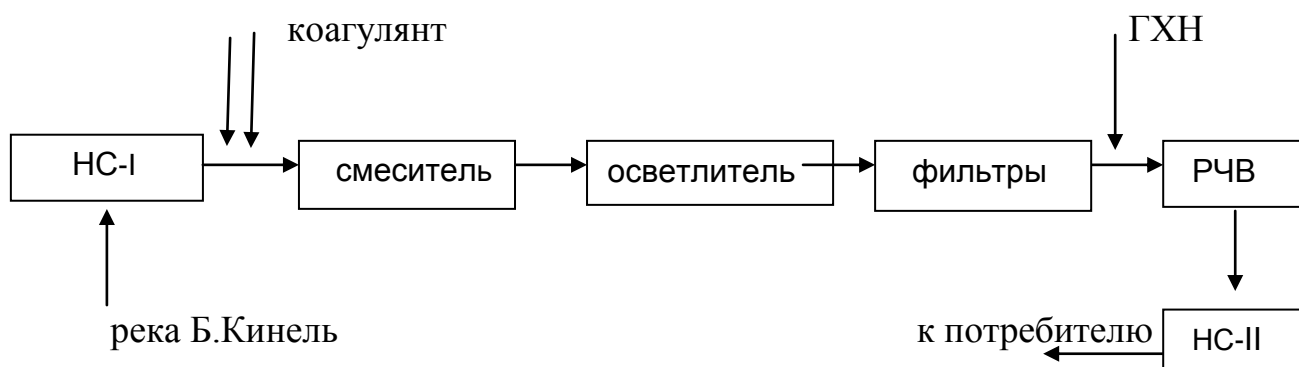 коагулянт
ГХН
НС-I
смеситель
осветлитель
фильтры
РЧВ
река Б.Кинель
к потребителю
НС-II